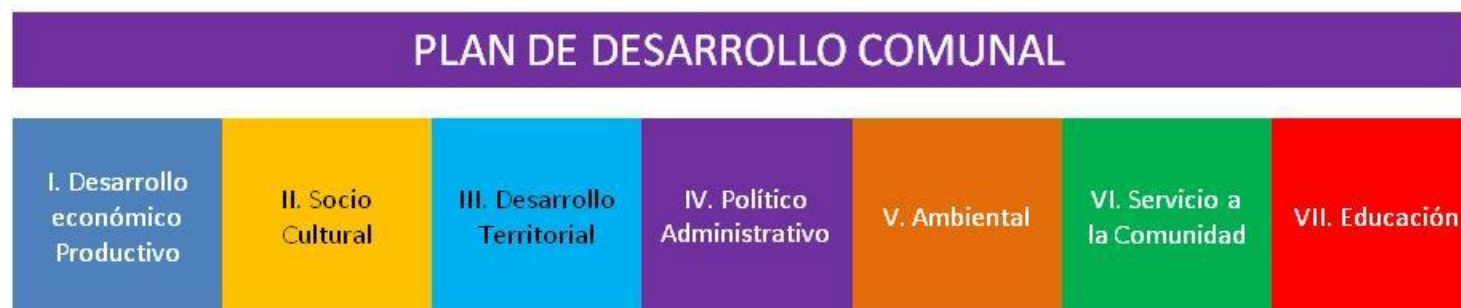 PLAN DE DESARROLLO COMUNAL
I. Desarrollo
económico
Productivo
II. Socio
Cultural
III. Desarrollo
Territorial
IV. Político
Administrativo
V. Ambiental
VI. Servicio a
la Comunidad
VII. Educación